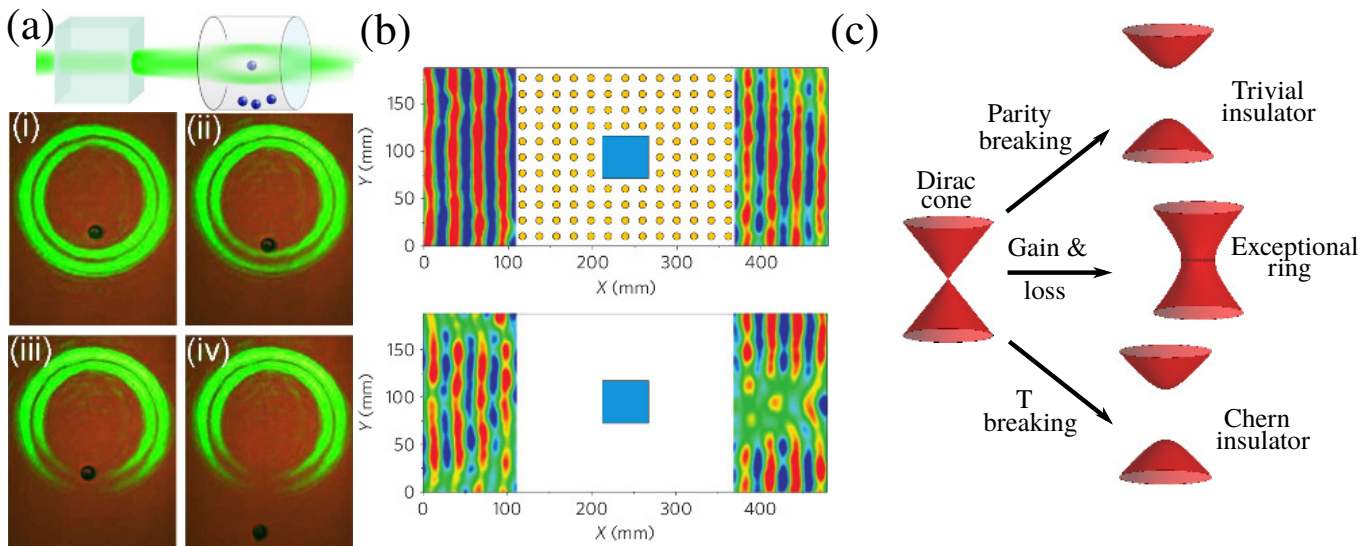 (a)
(i)
(ii)
(iii)
(iv)
(b)
Y (mm)
150
100
50
0
0
100
200
300
400
X (mm)
Y (mm)
150
100
50
0
0
100
200
300
400
X (mm)
(c)
Dirac
cone
Parity
breaking
Trivial
insulator
Gain &
loss
Exceptional
ring
T
breaking
Chern
insulator